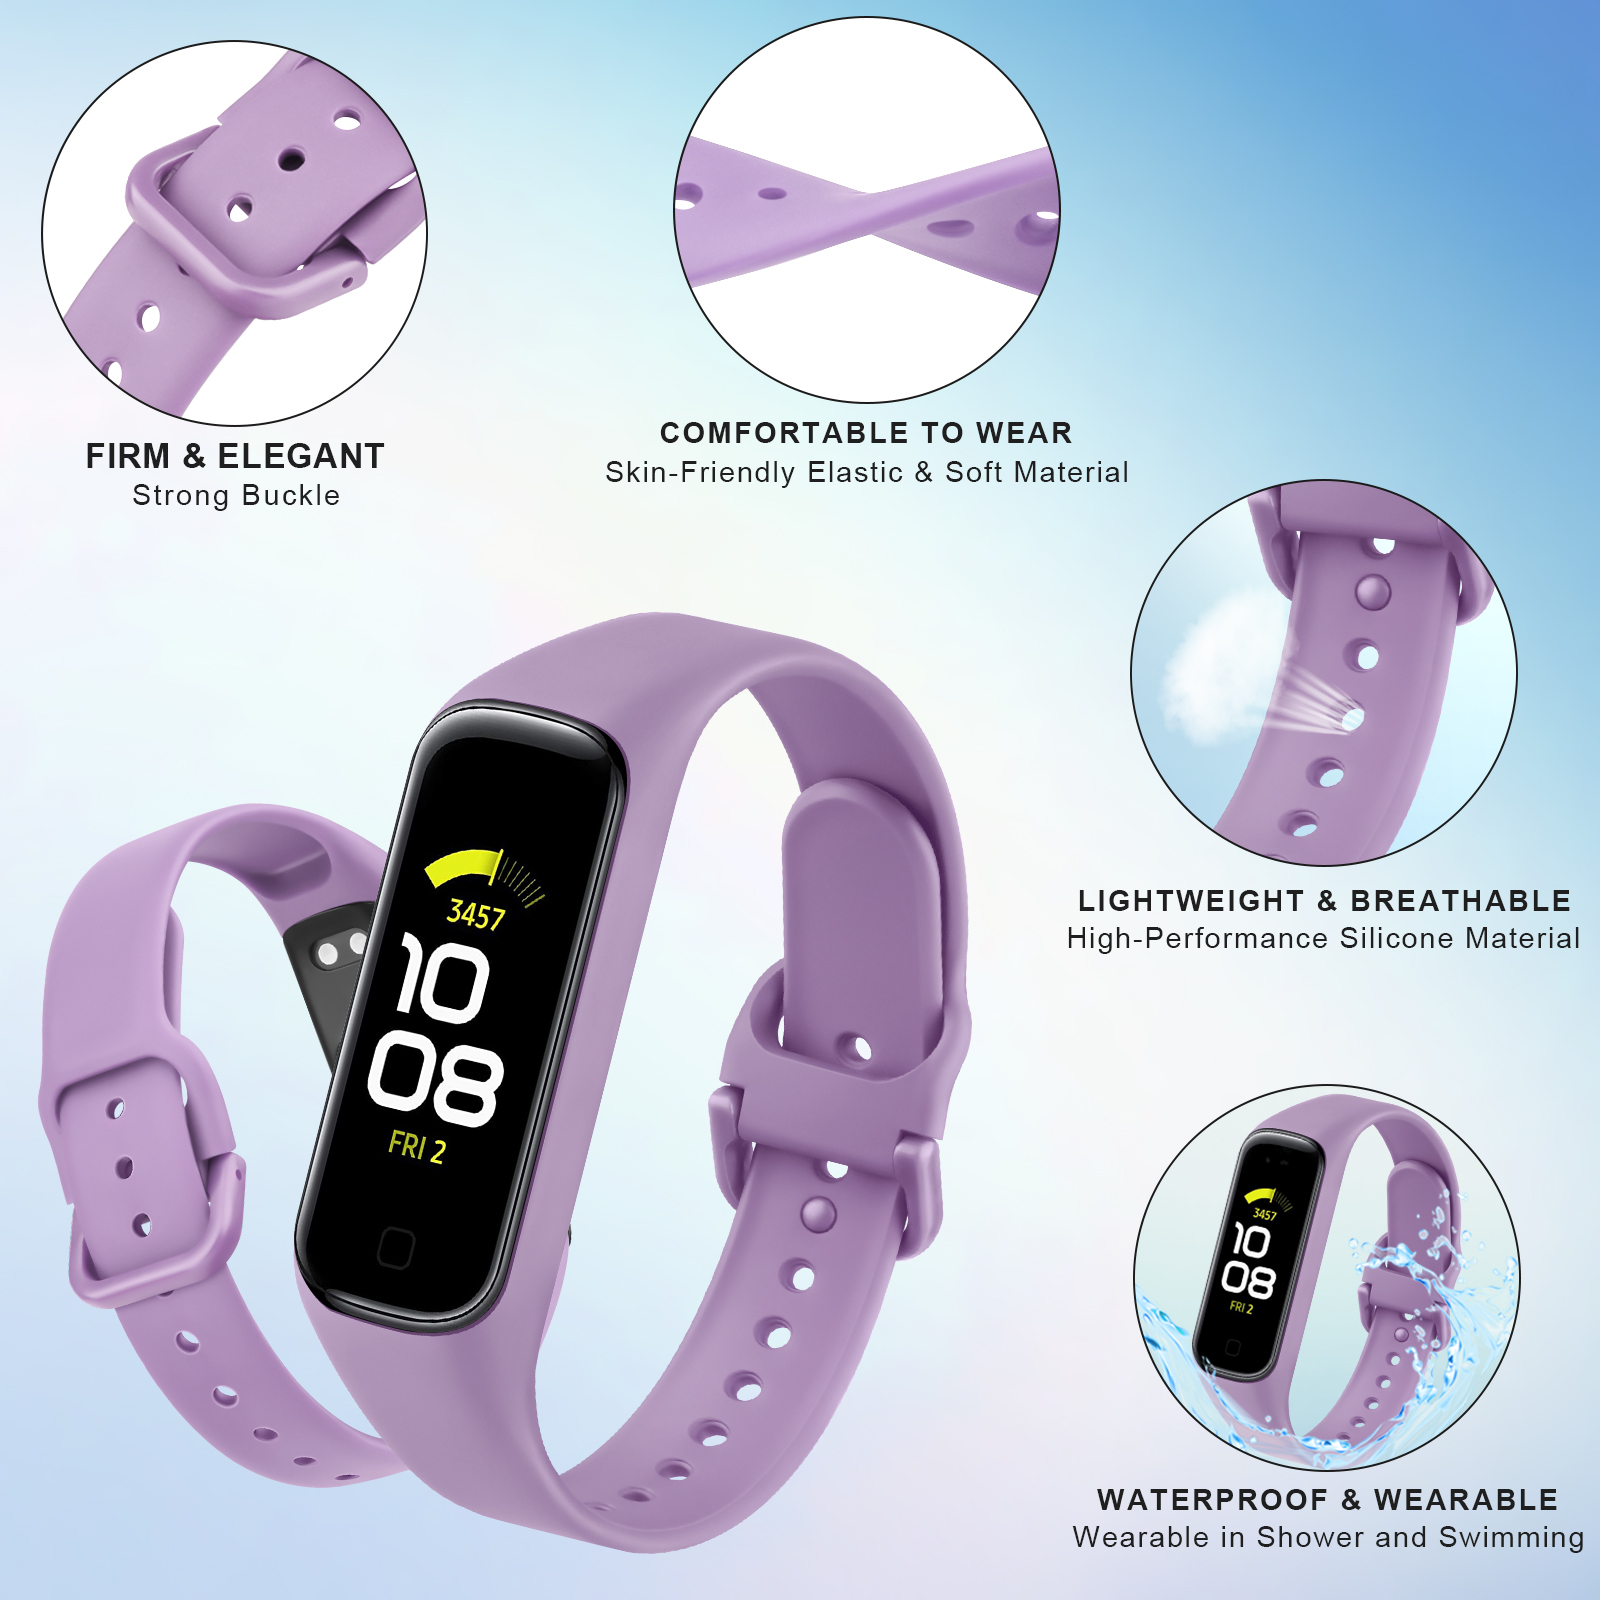 FIRM & ELEGANT
Strong Buckle
COMFORTABLE TO WEAR
Skin-Friendly Elastic & Soft Material
LIGHTWEIGHT & BREATHABLE
High-Performance Silicone Material
3457
10
08
FRI 2
3457
10
08
FRI 2
WATERPROOF & WEARABLE
Wearable in Shower and Swimming